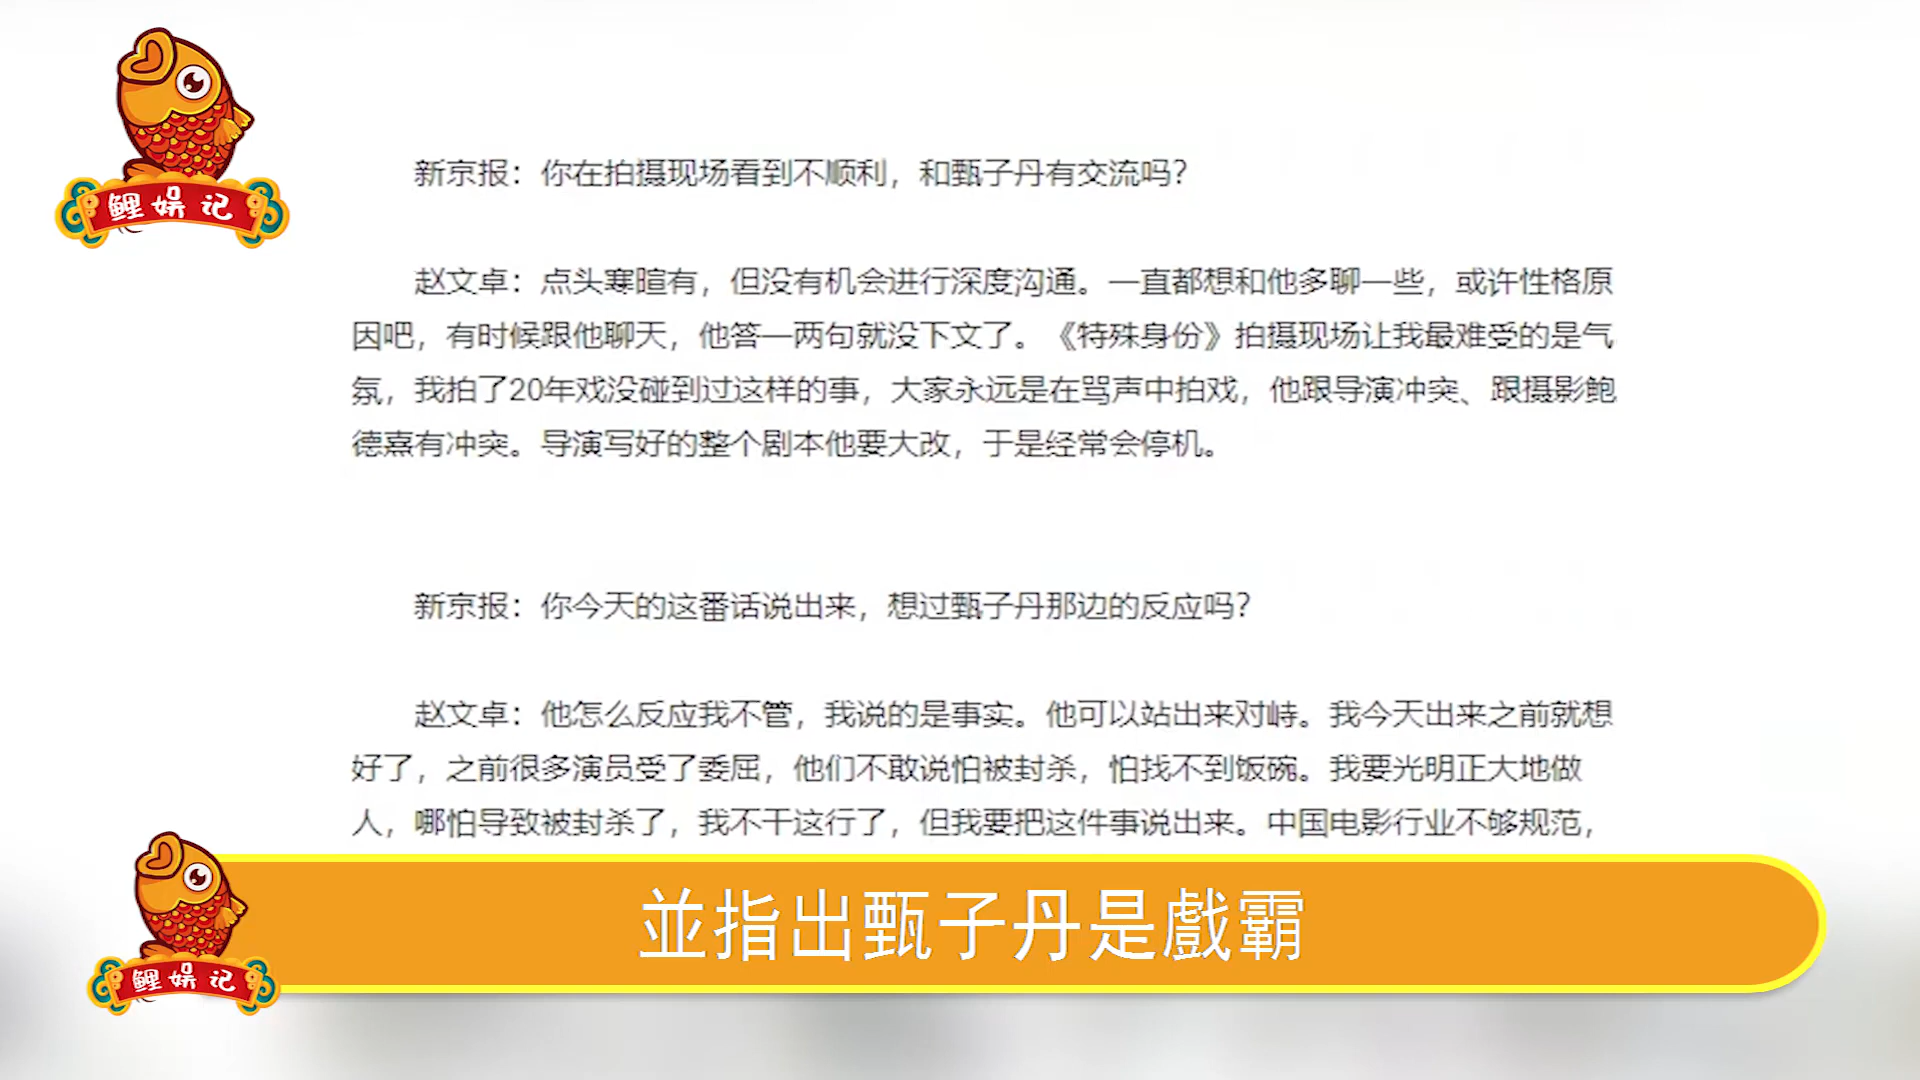 鲤娱记
新京报：你在拍摄现场看到不顺利，和甄子丹有交流吗？
赵文卓：点头寒暄有，但没有机会进行深度沟通。一直都想和他多聊一些，或许性格原
因吧，有时候跟他聊天，他答一两句就没下文了。《特殊身份》拍摄现场让我最难受的是气
氛，我拍了20年戏没碰到过这样的事，大家永远是在骂声中拍戏，他跟导演冲突、跟摄影鲍
德熹有冲突。导演写好的整个剧本他要大改，于是经常会停机。
新京报：你今天的这番话说出来，想过甄子丹那边的反应吗？
赵文卓：他怎么反应我不管，我说的是事实。他可以站出来对峙。我今天出来之前就想
好了，之前很多演员受了委屈，他们不敢说怕被封杀，怕找不到饭碗。我要光明正大地做
人，哪怕导致被封杀了，我不干这行了，但我要把这件事说出来。中国电影行业不够规范，
並指出甄子丹是戲霸
鲤娱记